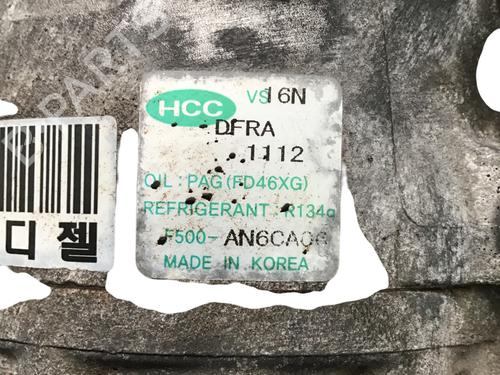 HCC VS16N
DFRA
1112
OIL : PAG (FD46XG)
REFRIGERANT : R134a
F500-AN6CA06
MADE IN KOREA
디젤